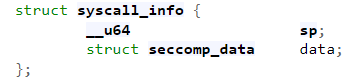 struct syscall_info {
__u64 sp;
struct seccomp_data data;
};